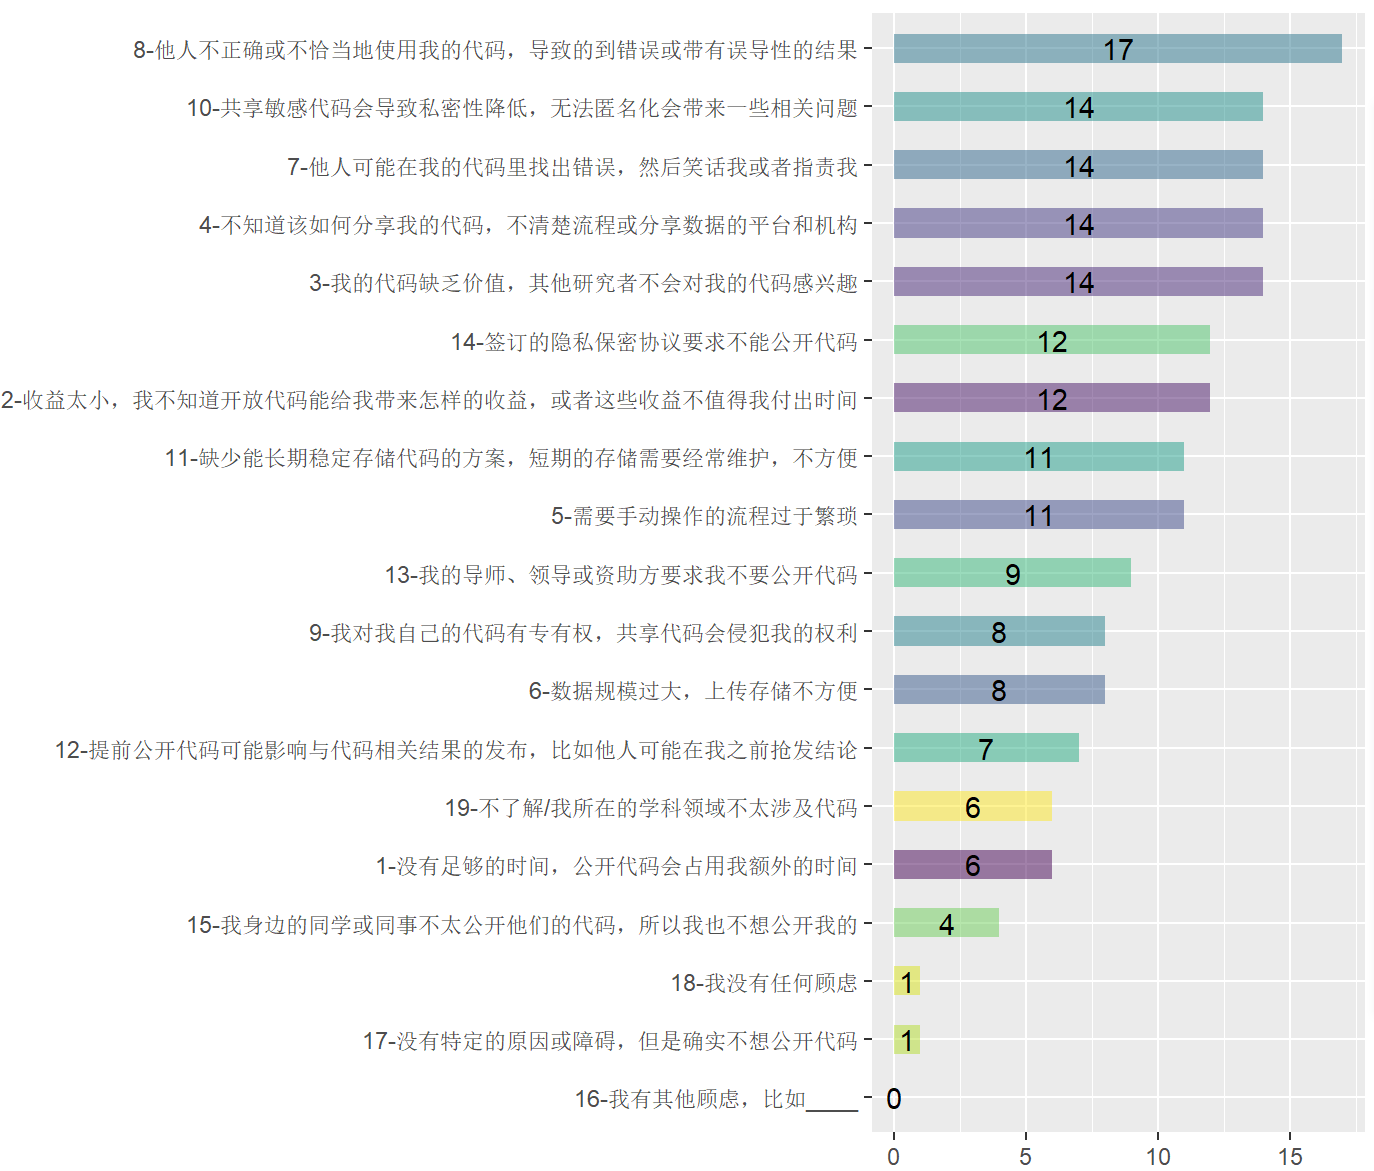 8-他人不正确或不恰当地使用我的代码，导致的到错误或带有误导性的结果 17
10-共享敏感代码会导致私密性降低，无法匿名化会带来一些相关问题 14
7-他人可能在我的代码里找出错误，然后笑话我或者指责我 14
4-不知道该如何分享我的代码，不清楚流程或分享数据的平台和机构 14
3-我的代码缺乏价值，其他研究者不会对我的代码感兴趣 14
14-签订的隐私保密协议要求不能公开代码 12
2-收益太小，我不知道开放代码能给我带来怎样的收益，或者这些收益不值得我付出时间 12
11-缺少能长期稳定存储代码的方案，短期的存储需要经常维护，不方便 11
5-需要手动操作的流程过于繁琐 11
13-我的导师、领导或资助方要求我不要公开代码 9
9-我对我自己的代码有专有权，共享代码会侵犯我的权利 8
6-数据规模过大，上传存储不方便 8
12-提前公开代码可能影响与代码相关结果的发布，比如他人可能在我之前抢发结论 7
19-不了解/我所在的学科领域不太涉及代码 6
1-没有足够的时间，公开代码会占用我额外的时间 6
15-我身边的同学或同事不太公开他们的代码，所以我也不想公开我的 4
18-我没有任何顾虑 1
17-没有特定的原因或障碍，但是确实不想公开代码 1
16-我有其他顾虑，比如____ 0
0 5 10 15